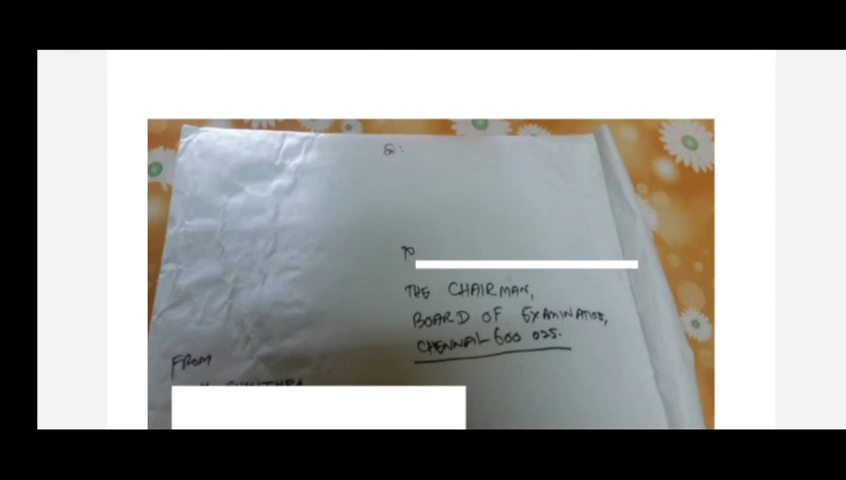 TO
THE CHAIRMAN,
BOARD OF EXAMINATION,
CHENNAI-600 025.
FROM